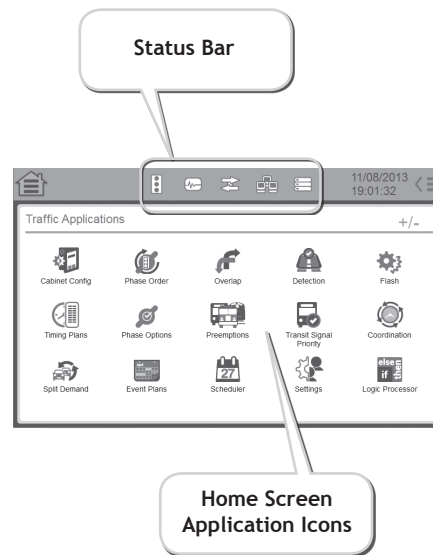 Status Bar
11/08/2013
19:01:32
Traffic Applications
+/-
Cabinet Config
Phase Order
Overlap
Detection
Flash
Timing Plans
Phase Options
Preemptions
Transit Signal
Priority
Coordination
Split Demand
Event Plans
27
Scheduler
Settings
else
if then
Logic Processor
Home Screen
Application Icons